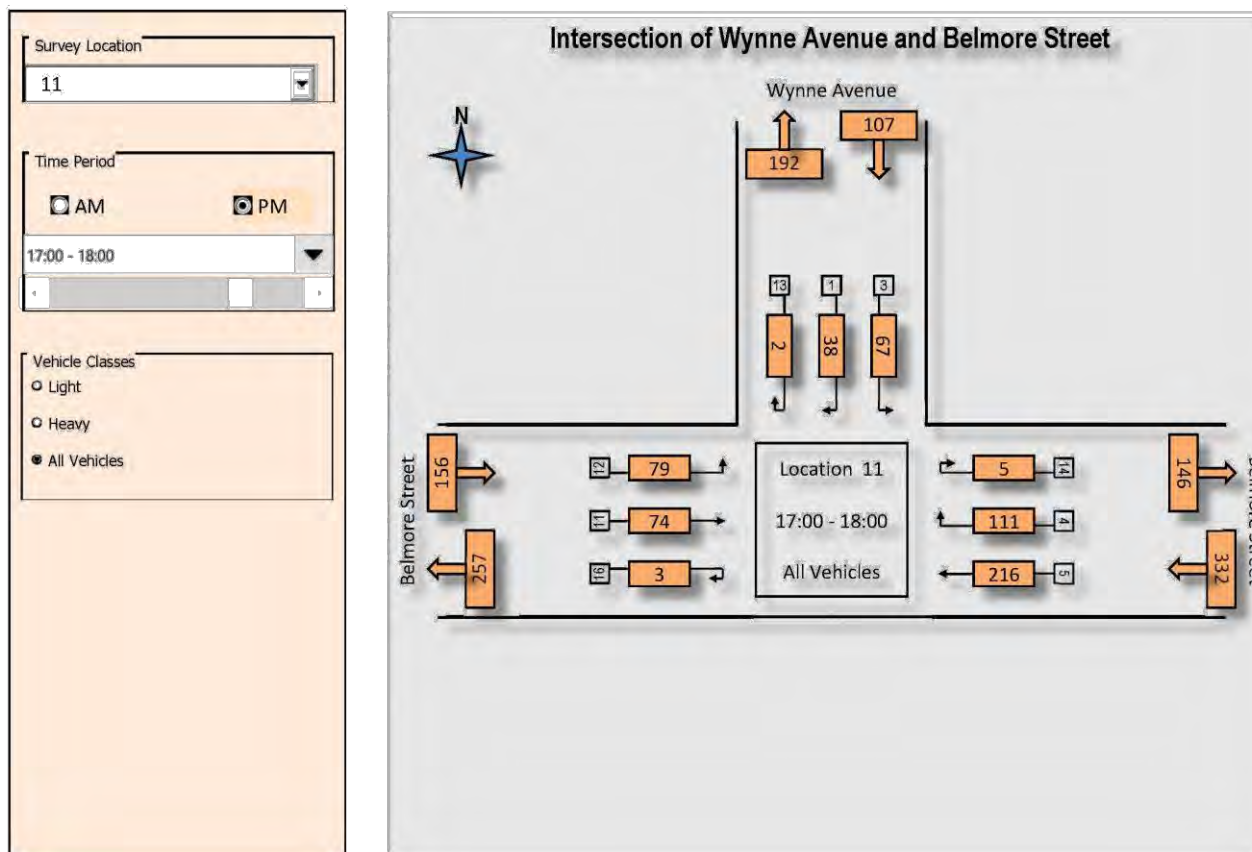 Survey Location
11
Time Period
AM
PM
17:00 - 18:00
Vehicle Classes
Light
Heavy
All Vehicles
Intersection of Wynne Avenue and Belmore Street
Wynne Avenue
N
192
107
13
1
3
2
38
67
Belmore Street
156
257
12
79
11
74
16
3
Location 11
17:00 - 18:00
All Vehicles
5
14
111
4
216
5
146
332
Belmore Street